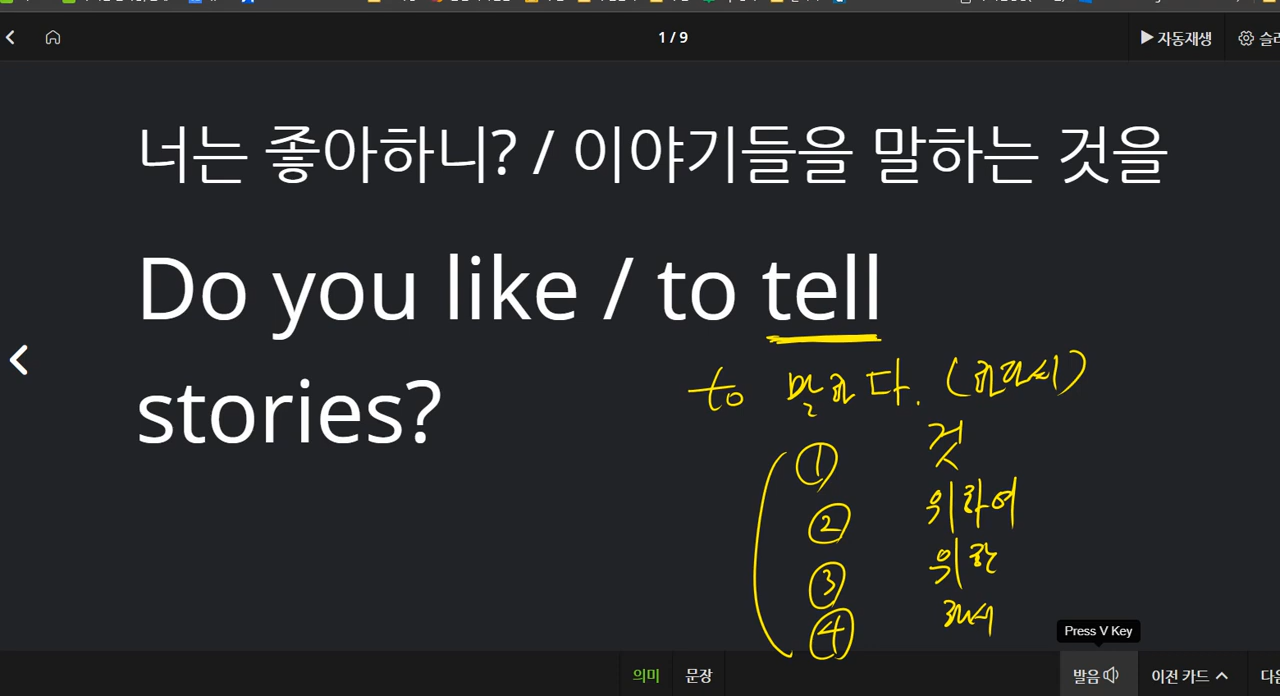 1 / 9
▶ 자동재생
너는 좋아하니? / 이야기들을 말하는 것을
Do you like / to tell
stories?
to 말하다.
① 것
② 위하여
③ 위한
④ 해서
Press V Key
의미 문장 발음 이전 카드